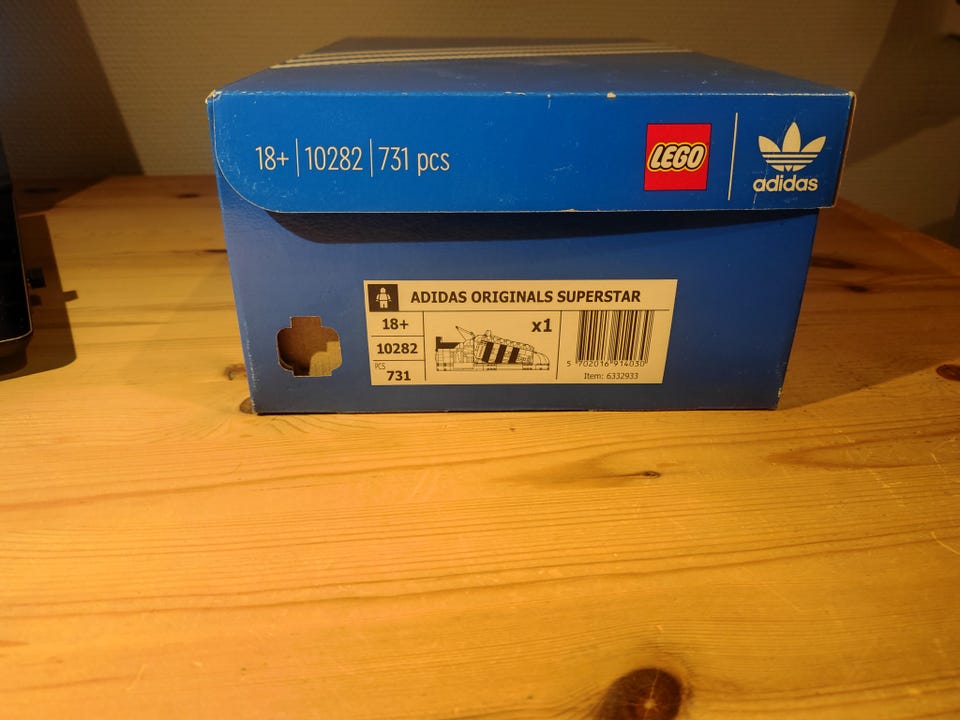 18+ | 10282 | 731 pcs
LEGO
adidas
ADIDAS ORIGINALS SUPERSTAR
18+
10282
PCS
731
x1
5 702016 914030
Item: 6332933